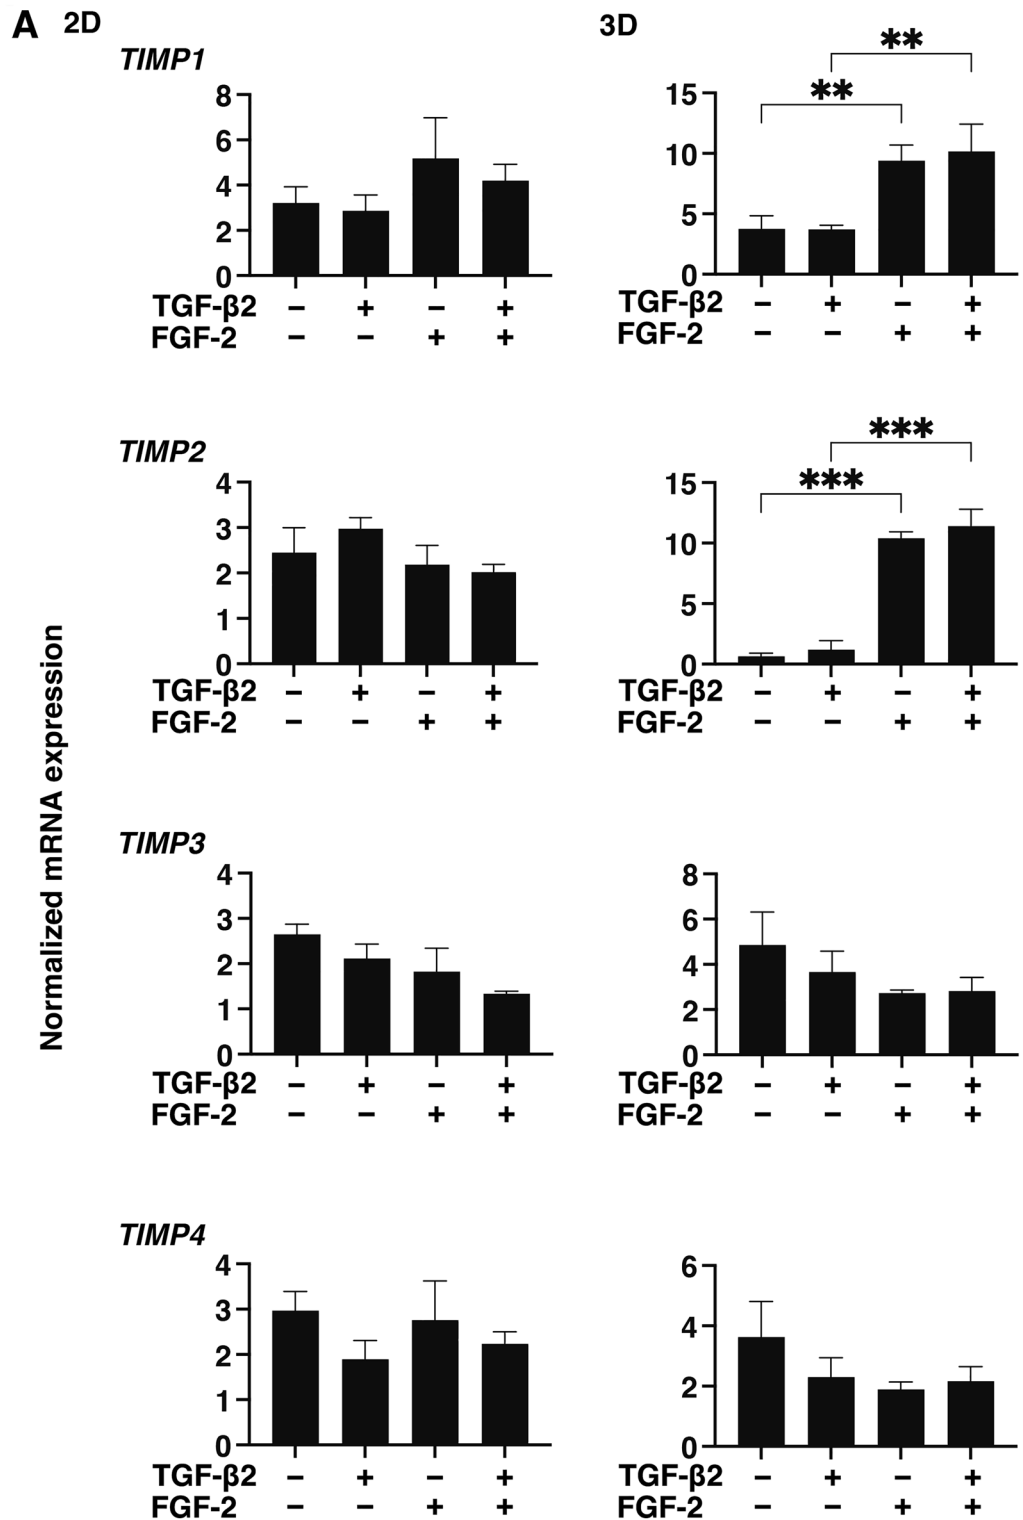 A 2D 3D
TIMP1
**
**
8
6
4
2
0
15
10
5
0
TGF-β2 − + − +
FGF-2 − − + +
TGF-β2 − + − +
FGF-2 − − + +
TIMP2
***
***
4
3
2
1
0
15
10
5
0
TGF-β2 − + − +
FGF-2 − − + +
TGF-β2 − + − +
FGF-2 − − + +
Normalized mRNA expression
TIMP3
4
3
2
1
0
8
6
4
2
0
TGF-β2 − + − +
FGF-2 − − + +
TGF-β2 − + − +
FGF-2 − − + +
TIMP4
4
3
2
1
0
6
4
2
0
TGF-β2 − + − +
FGF-2 − − + +
TGF-β2 − + − +
FGF-2 − − + +